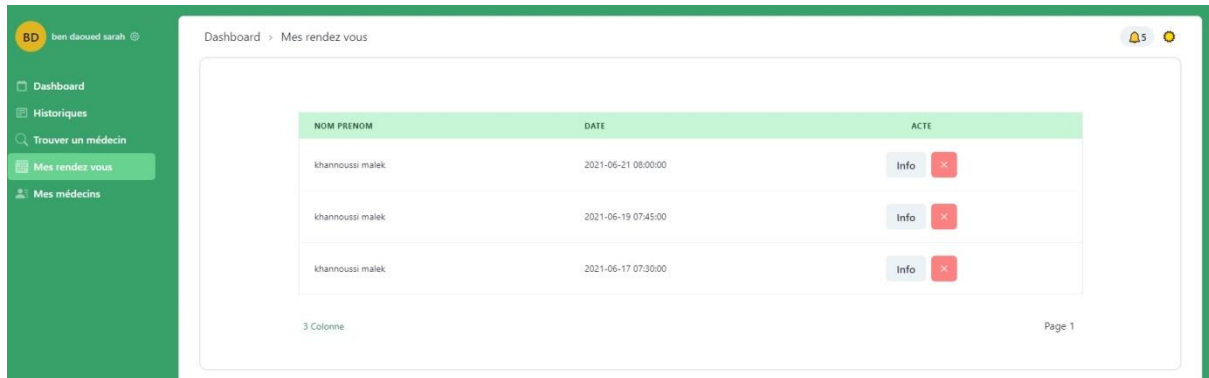 BD ben daoued sarah
Dashboard
Historiques
Trouver un médecin
Mes rendez vous
Mes médecins
Dashboard > Mes rendez vous
5
NOM PRENOM DATE ACTE
khannoussi malek 2021-06-21 08:00:00 Info ×
khannoussi malek 2021-06-19 07:45:00 Info ×
khannoussi malek 2021-06-17 07:30:00 Info ×
3 Colonne Page 1